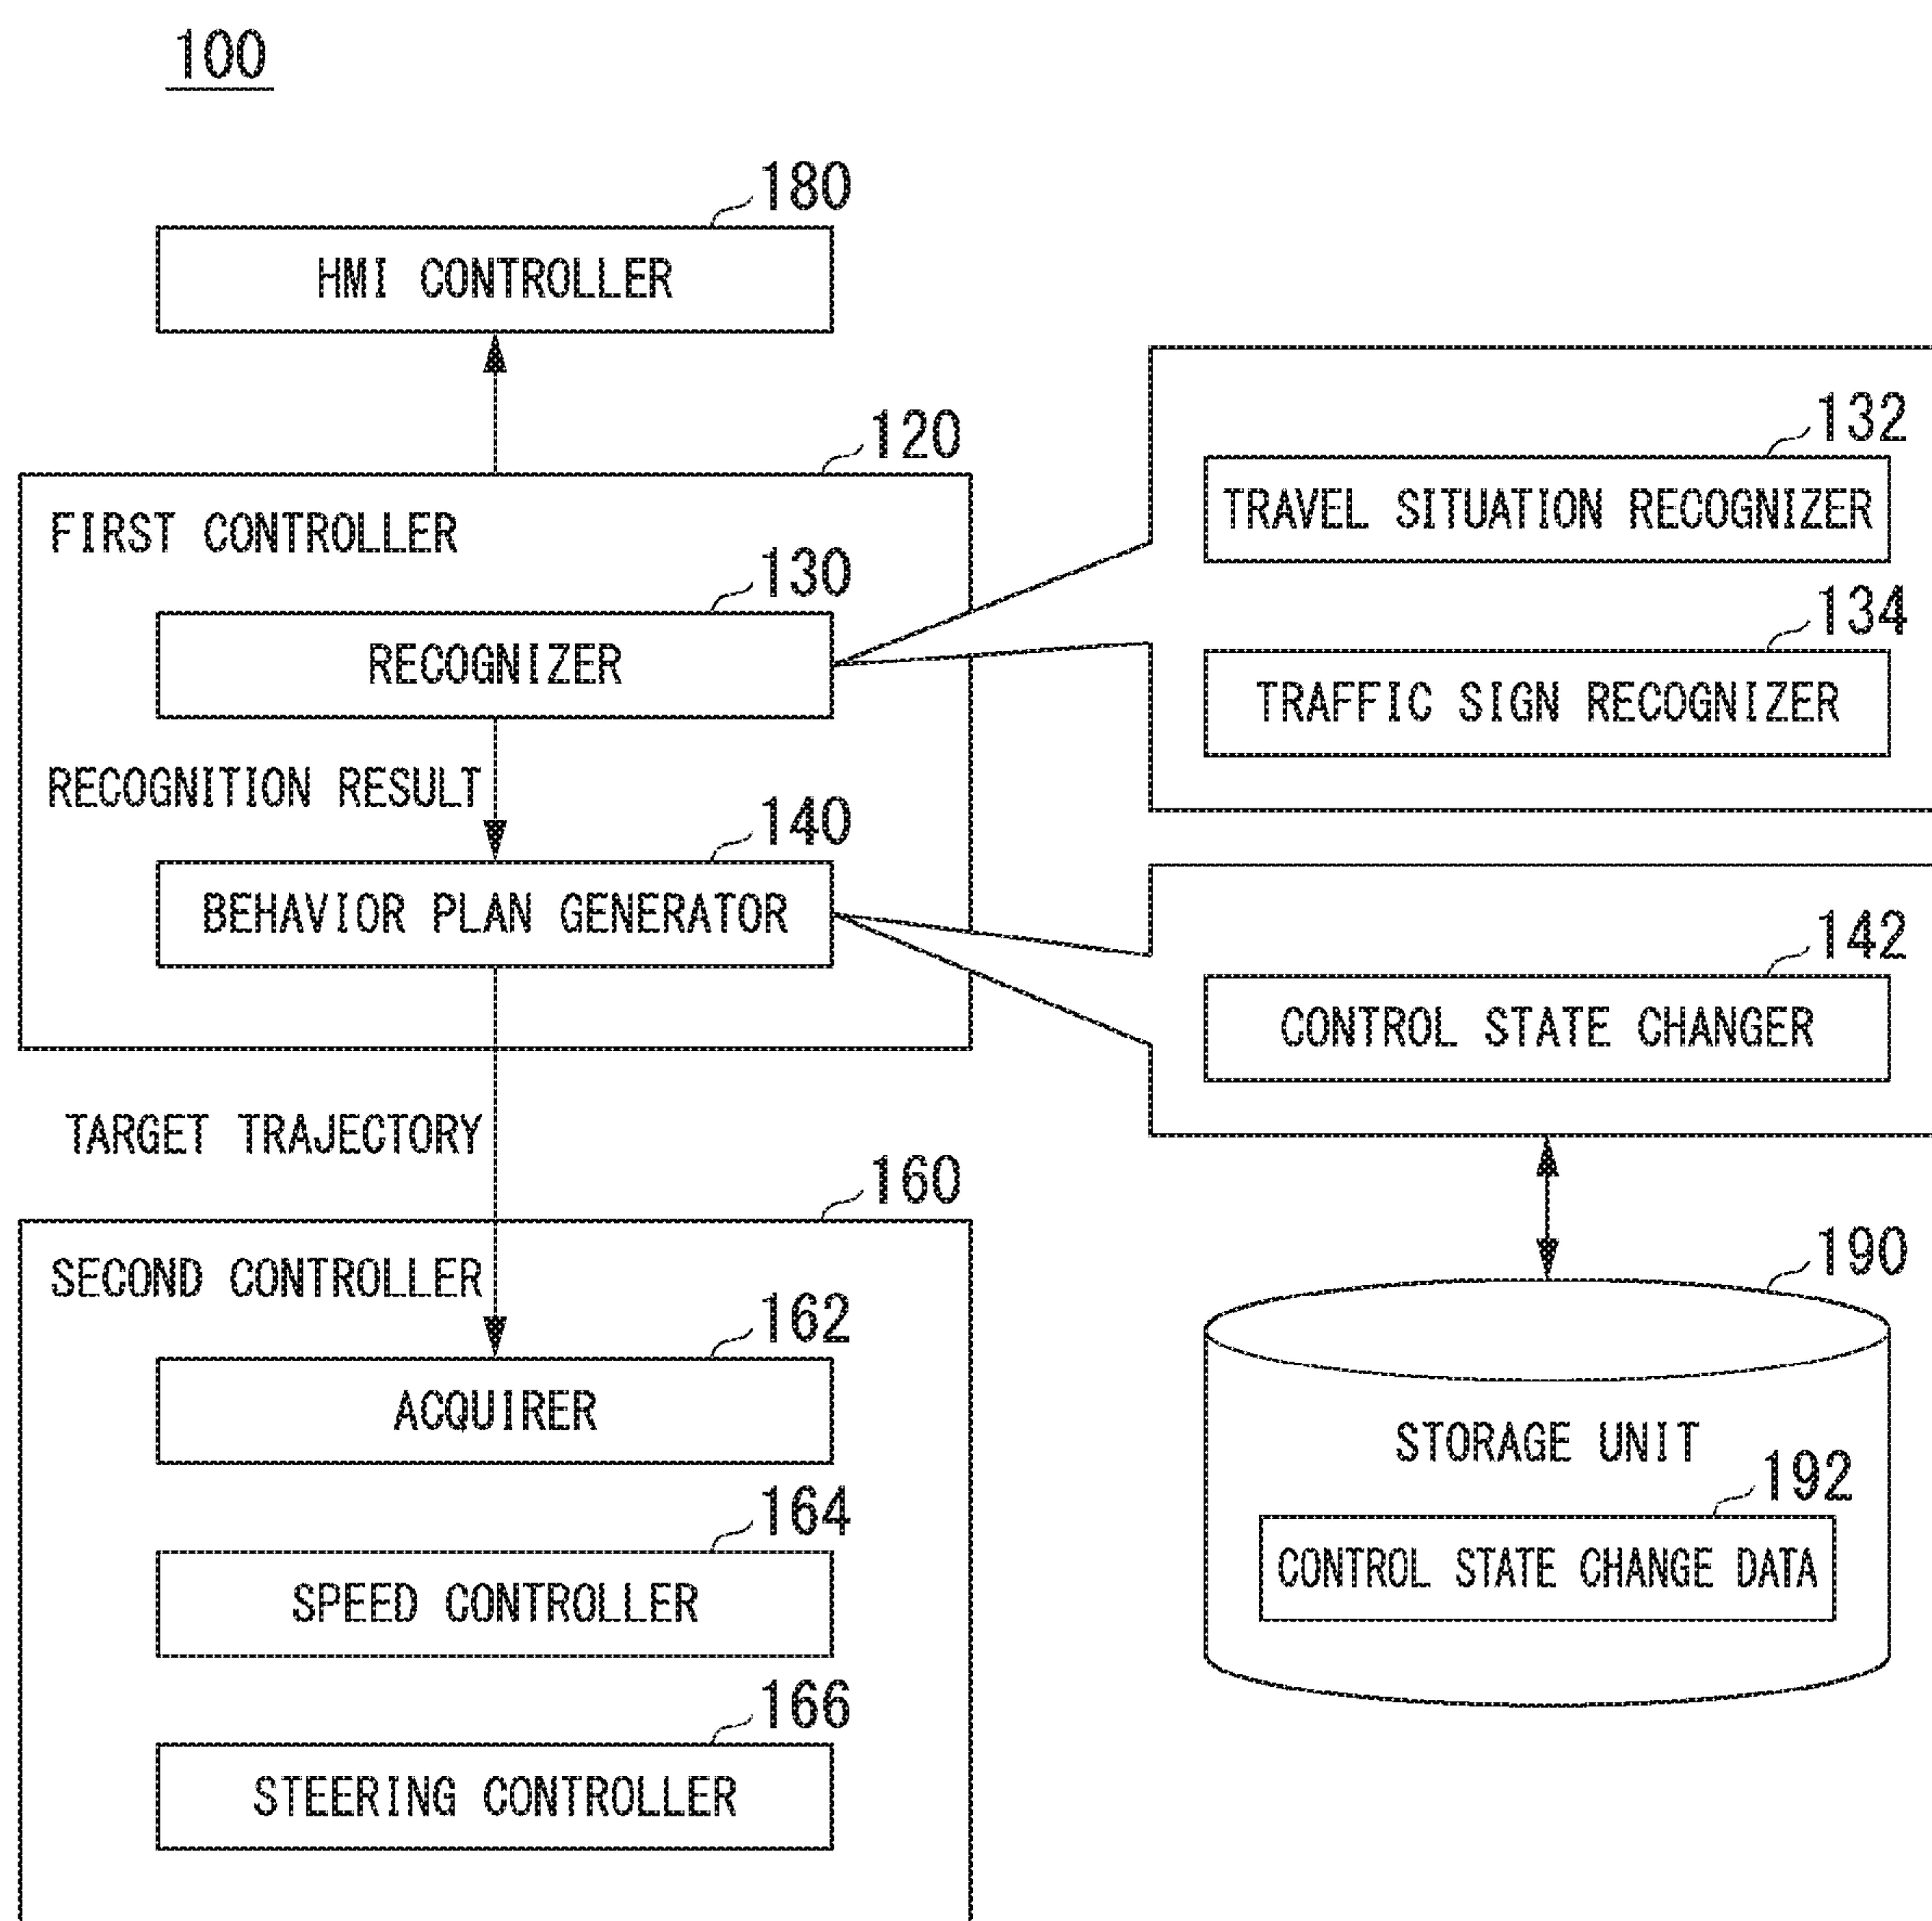 100
180
HMI CONTROLLER
120
FIRST CONTROLLER
130
RECOGNIZER
RECOGNITION RESULT
140
BEHAVIOR PLAN GENERATOR
TARGET TRAJECTORY
160
SECOND CONTROLLER
162
ACQUIRER
164
SPEED CONTROLLER
166
STEERING CONTROLLER
132
TRAVEL SITUATION RECOGNIZER
134
TRAFFIC SIGN RECOGNIZER
142
CONTROL STATE CHANGER
190
STORAGE UNIT
192
CONTROL STATE CHANGE DATA